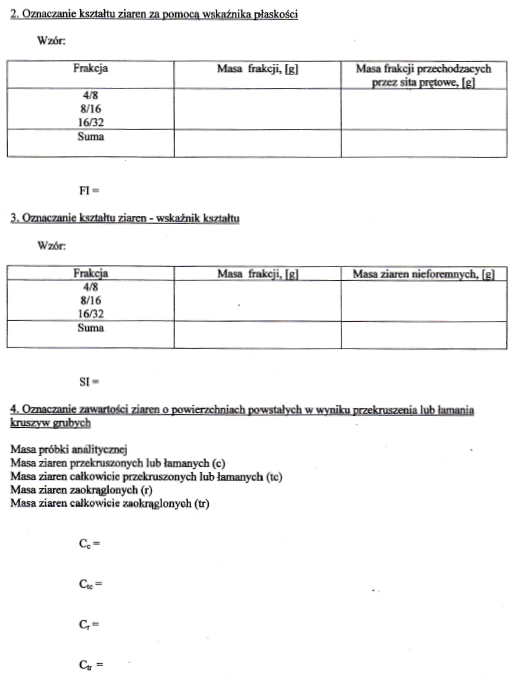 2. Oznaczanie kształtu ziaren za pomocą wskaźnika płaskości
Wzór:
Frakcja Masa frakcji, [g] Masa frakcji przechodzacych
przez sita prętowe, [g]
4/8
8/16
16/32
Suma
FI =
3. Oznaczanie kształtu ziaren - wskaźnik kształtu
Wzór:
Frakcja Masa frakcji, [g] Masa ziaren nieforemnych, [g]
4/8
8/16
16/32
Suma
SI =
4. Oznaczanie zawartości ziaren o powierzchniach powstałych w wyniku przekruszenia lub łamania
kruszyw grubych
Masa próbki analitycznej
Masa ziaren przekruszonych lub łamanych (c)
Masa ziaren całkowicie przekruszonych lub łamanych (tc)
Masa ziaren zaokrąglonych (r)
Masa ziaren całkowicie zaokrąglonych (tr)
Cc =
Ctc =
Cr =
Ctr =